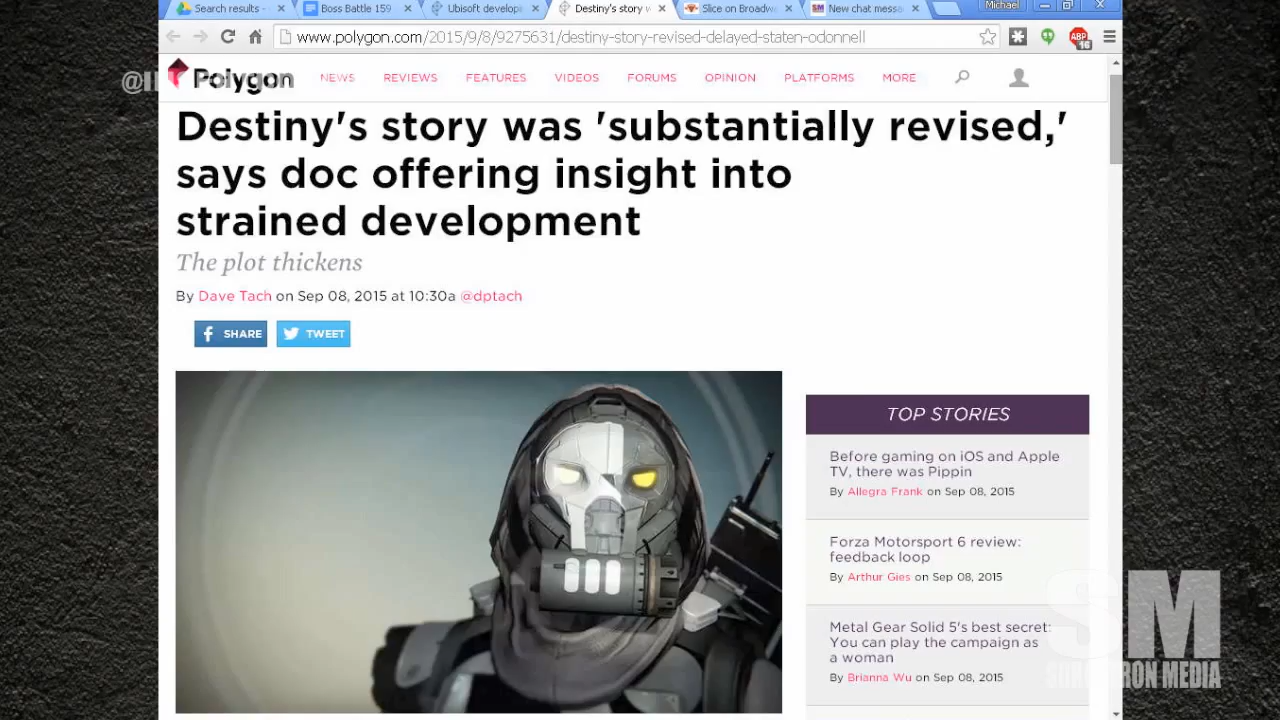 Search results -
Boss Battle 159
Ubisoft develop
Destiny's story w
Slice on Broadw
New chat messa
Michael
www.polygon.com/2015/9/8/9275631/destiny-story-revised-delayed-staten-odonnell
ABP
16
Polygon
NEWS
REVIEWS
FEATURES
VIDEOS
FORUMS
OPINION
PLATFORMS
MORE
Destiny's story was 'substantially revised,'
says doc offering insight into
strained development
The plot thickens
By Dave Tach on Sep 08, 2015 at 10:30a @dptach
SHARE
TWEET
TOP STORIES
Before gaming on iOS and Apple
TV, there was Pippin
By Allegra Frank on Sep 08, 2015
Forza Motorsport 6 review:
feedback loop
By Arthur Gies on Sep 08, 2015
Metal Gear Solid 5's best secret:
You can play the campaign as
a woman
By Brianna Wu on Sep 08, 2015
SM
MEDIA